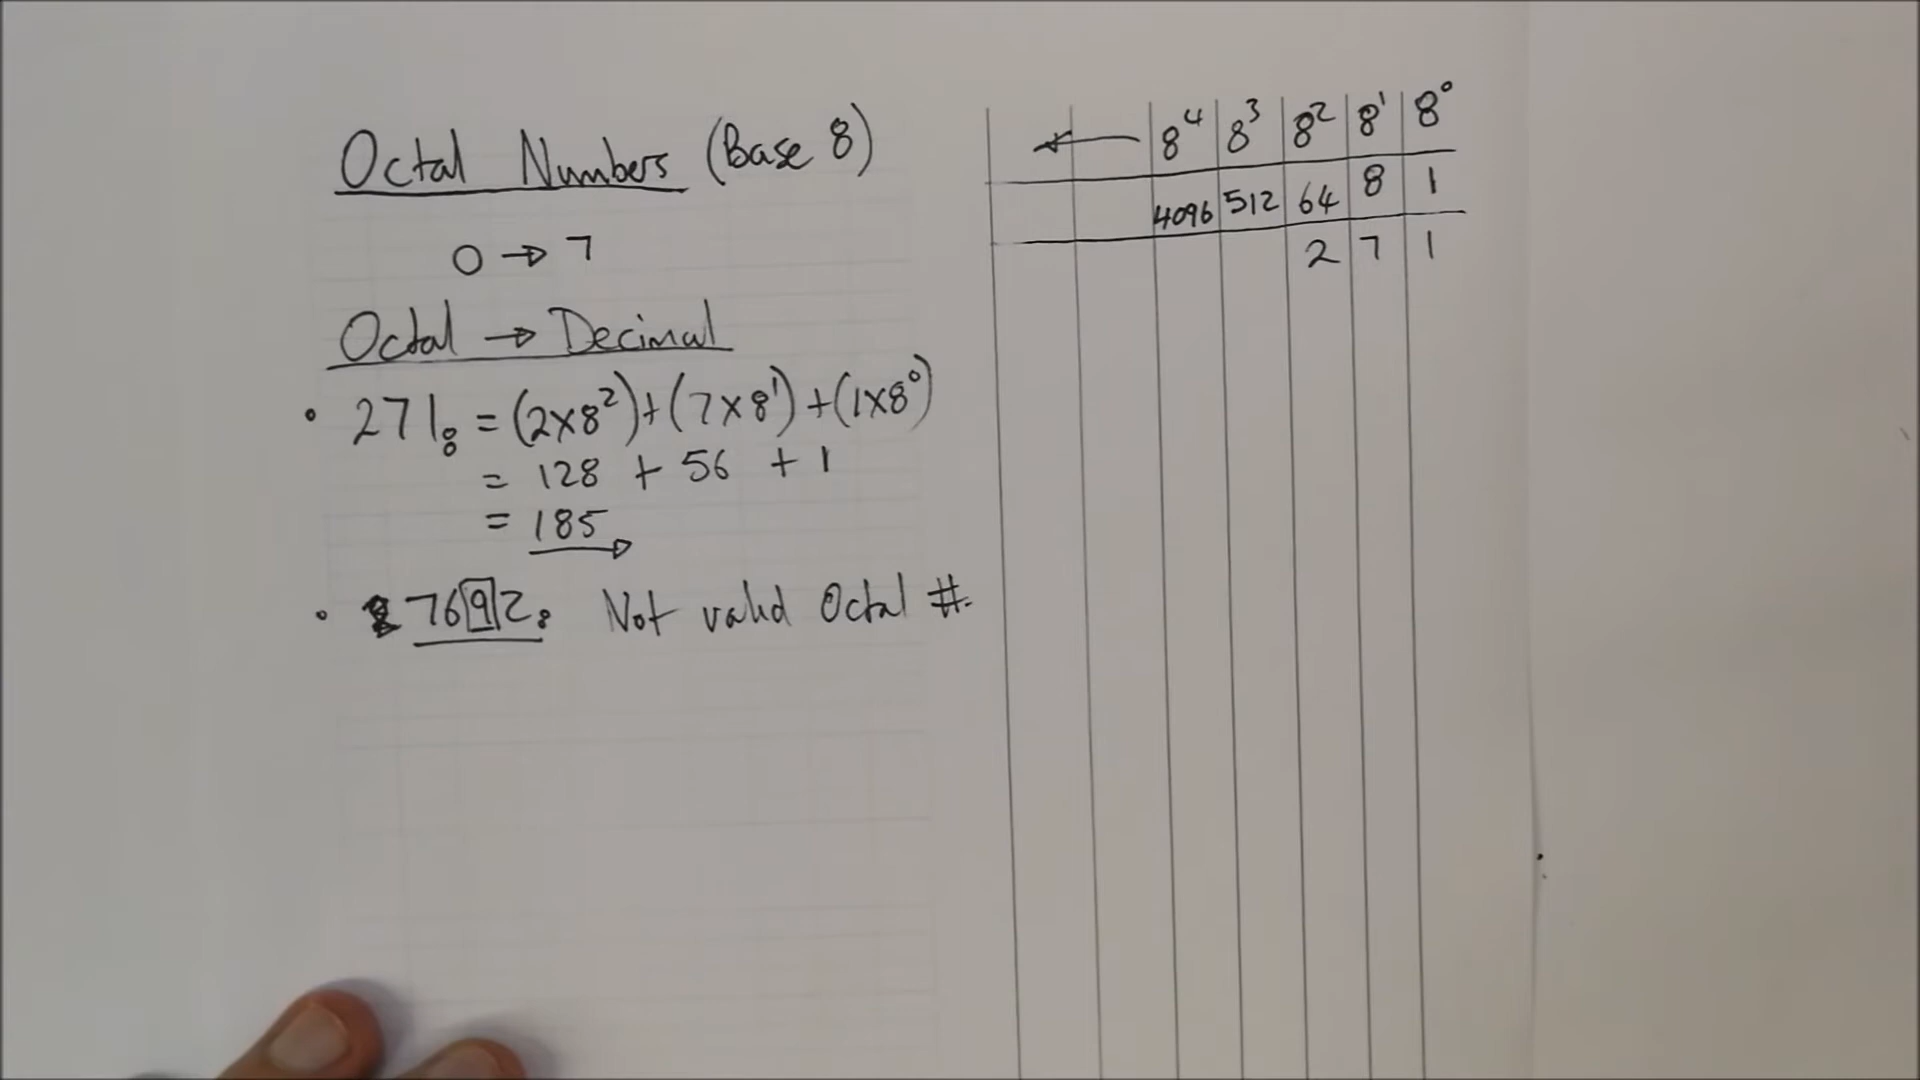 Octal Numbers (Base 8)
0 → 7
Octal → Decimal
• 271₈ = (2×8²)+(7×8¹)+(1×8⁰)
= 128 + 56 + 1
= 185
• 7692₈ Not valid Octal #.
← 8⁴ 8³ 8² 8¹ 8⁰
4096 512 64 8 1
2 7 1